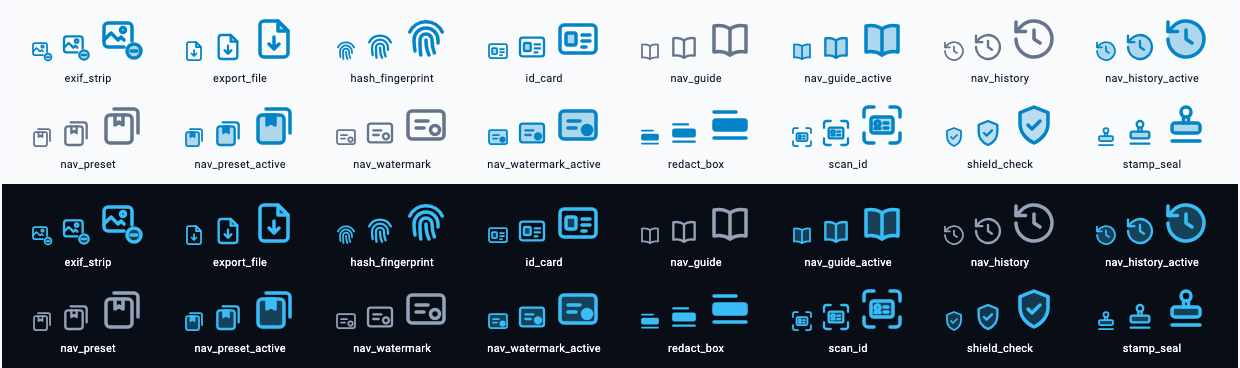 exif_strip export_file hash_fingerprint id_card nav_guide nav_guide_active nav_history nav_history_active
nav_preset nav_preset_active nav_watermark nav_watermark_active redact_box scan_id shield_check stamp_seal
exif_strip export_file hash_fingerprint id_card nav_guide nav_guide_active nav_history nav_history_active
nav_preset nav_preset_active nav_watermark nav_watermark_active redact_box scan_id shield_check stamp_seal